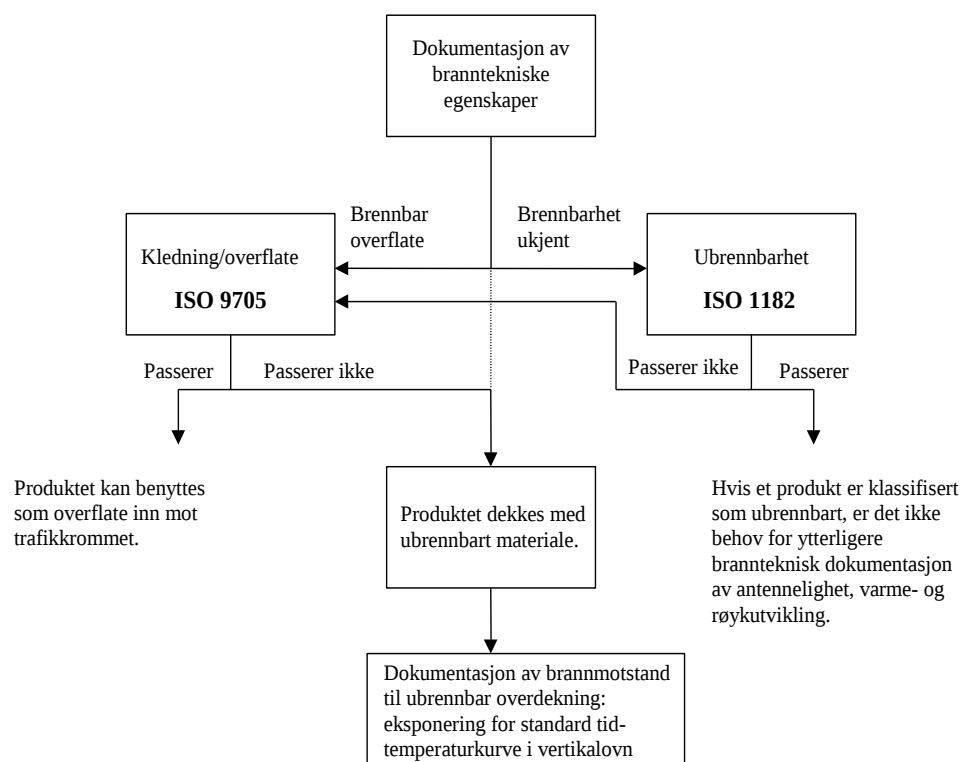 Dokumentasjon av
branntekniske
egenskaper
Brennbar
overflate
Brennbarhet
ukjent
Kledning/overflate
ISO 9705
Ubrennbarhet
ISO 1182
Passerer
Passerer ikke
Passerer ikke
Passerer
Produktet kan benyttes
som overflate inn mot
trafikkrommet.
Produktet dekkes med
ubrennbart materiale.
Hvis et produkt er klassifisert
som ubrennbart, er det ikke
behov for ytterligere
brannteknisk dokumentasjon
av antennelighet, varme- og
røykutvikling.
Dokumentasjon av brannmotstand
til ubrennbar overdekning:
eksponering for standard tid-
temperaturkurve i vertikalovn